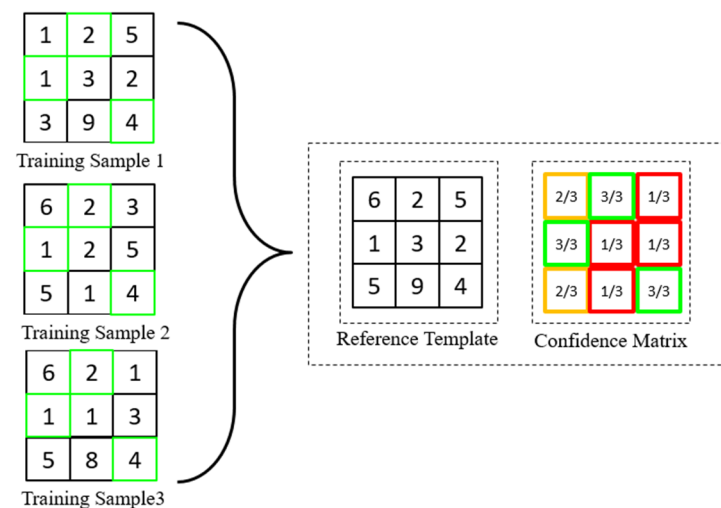 1 2 5
1 3 2
3 9 4
Training Sample 1
6 2 3
1 2 5
5 1 4
Training Sample 2
6 2 1
1 1 3
5 8 4
Training Sample3
6 2 5
1 3 2
5 9 4
Reference Template
2/3 3/3 1/3
3/3 1/3 1/3
2/3 1/3 3/3
Confidence Matrix